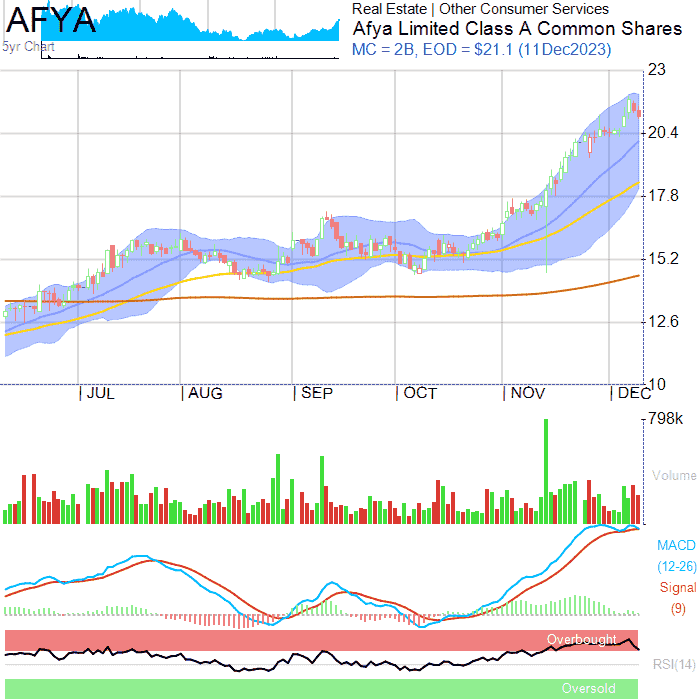 AFYA
5yr Chart
Real Estate | Other Consumer Services
Afya Limited Class A Common Shares
MC = 2B, EOD = $21.1 (11Dec2023)
23
20.4
17.8
15.2
12.6
10
JUL
AUG
SEP
OCT
NOV
DEC
798k
Volume
MACD
(12-26)
Signal
(9)
Overbought
RSI(14)
Oversold